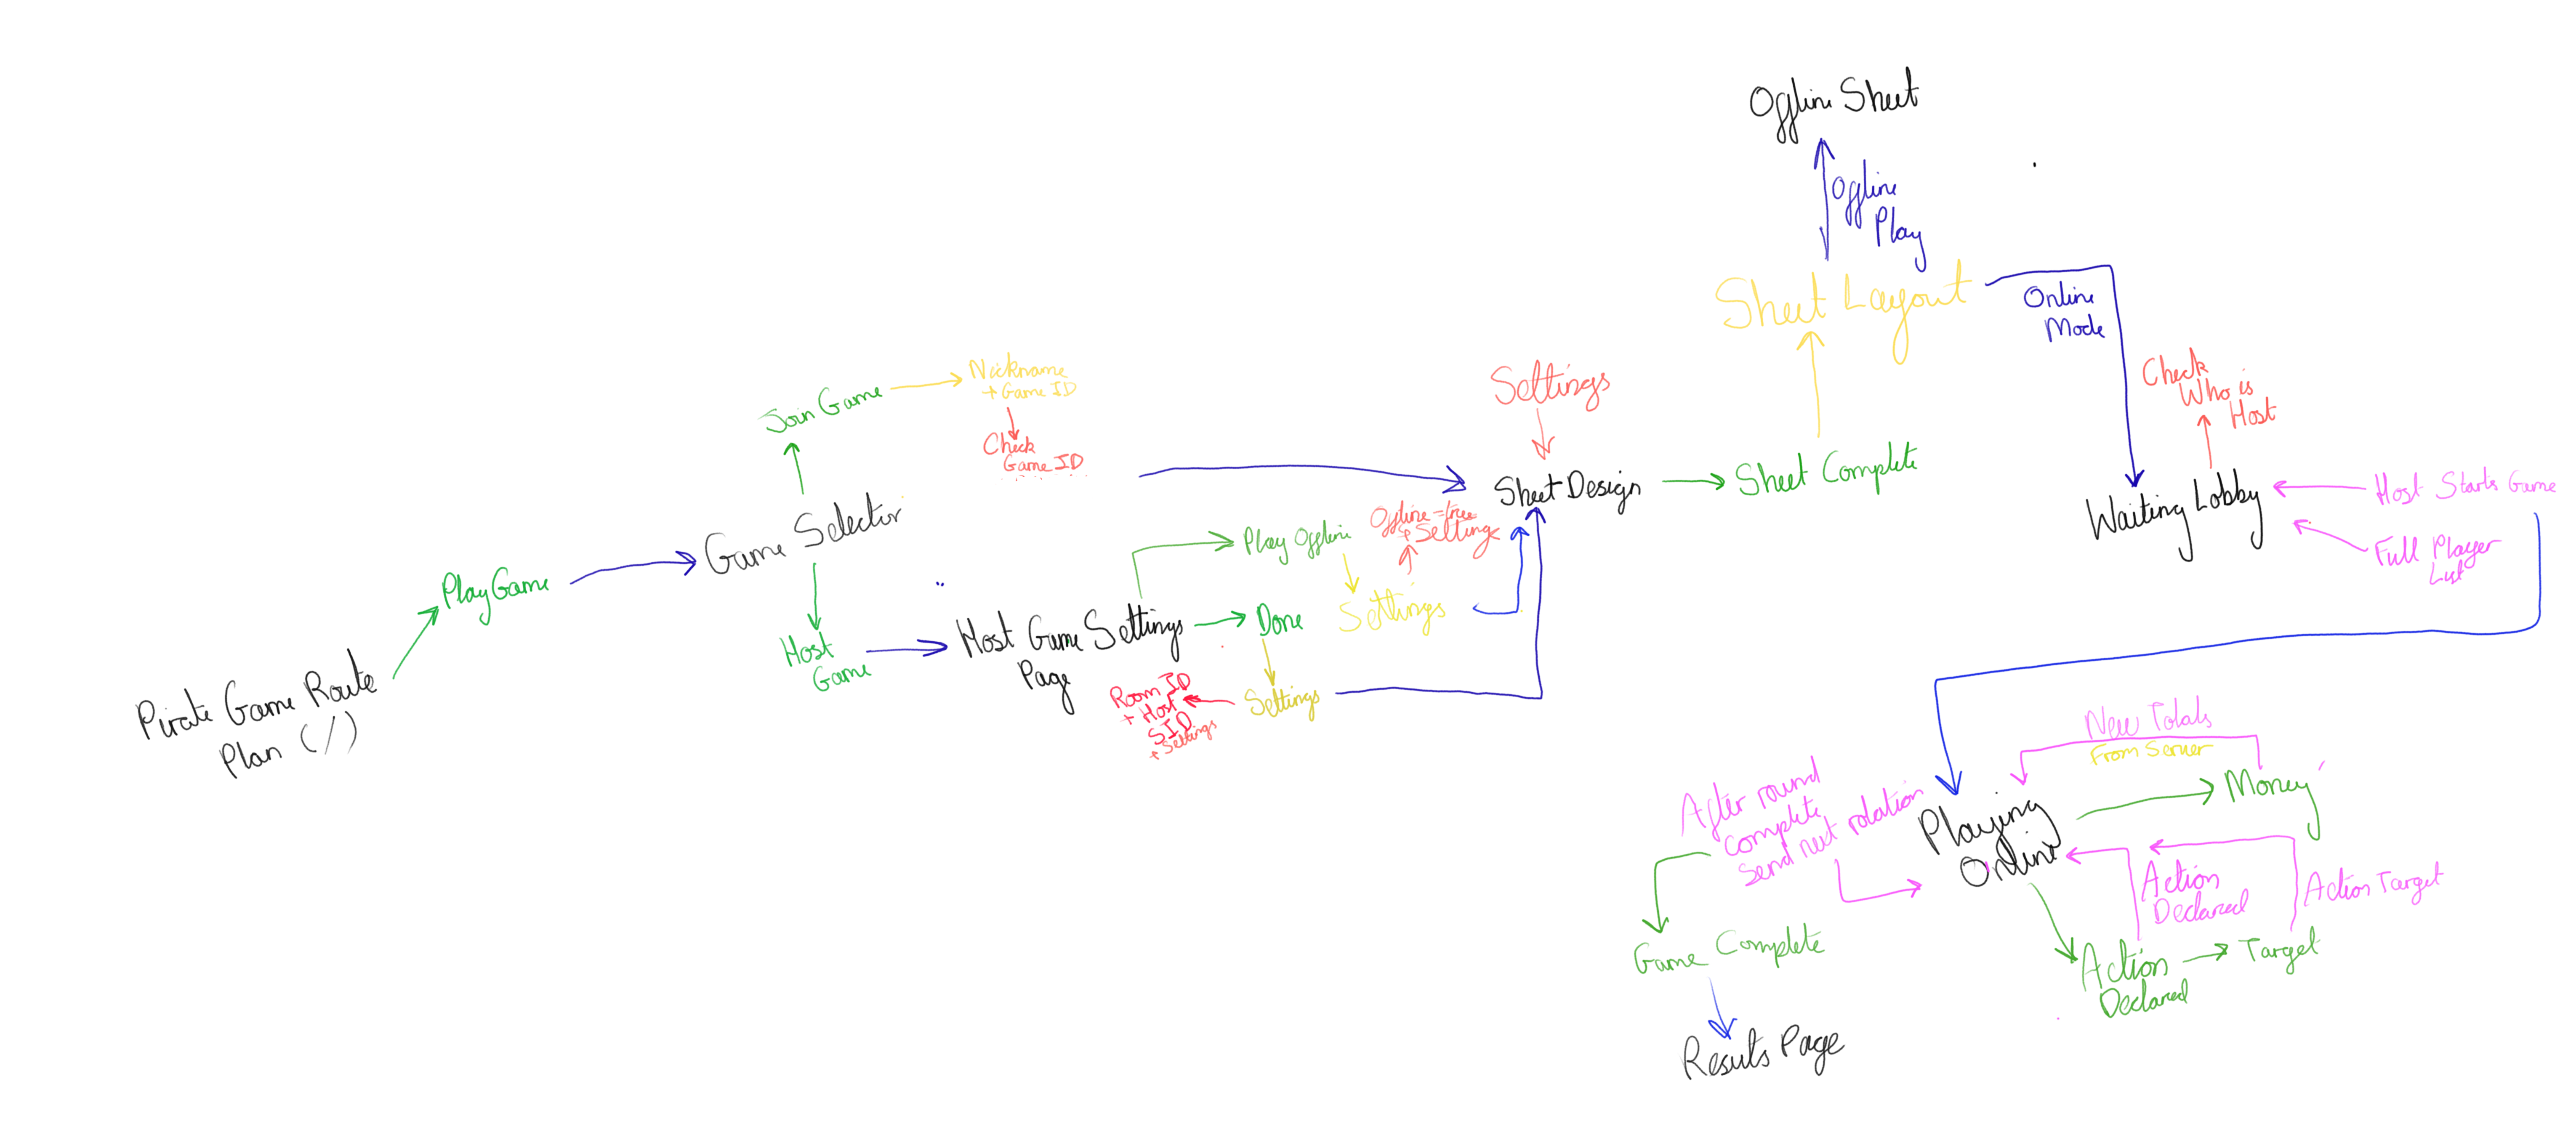 Pirate Game Route
Plan (/)
Play Game
Game Selector
Join Game
Nickname
+ Game ID
Check
Game ID
Host
Game
Host Game Settings
Page
Play Offline
Settings
Offline = true
+ Settings
Done
Settings
Room ID
+ Host
SID
+ Settings
Settings
Sheet Design
Sheet Complete
Sheet Layout
Offline
Play
Offline Sheet
Online
Mode
Check
Who is
Host
Waiting Lobby
Host Starts Game
Full Player
List
Playing
Online
New Totals
From Server
Money
Action
Declared
Action Target
Action
Declared
Target
After round
complete
send next rotation
Game Complete
Results Page